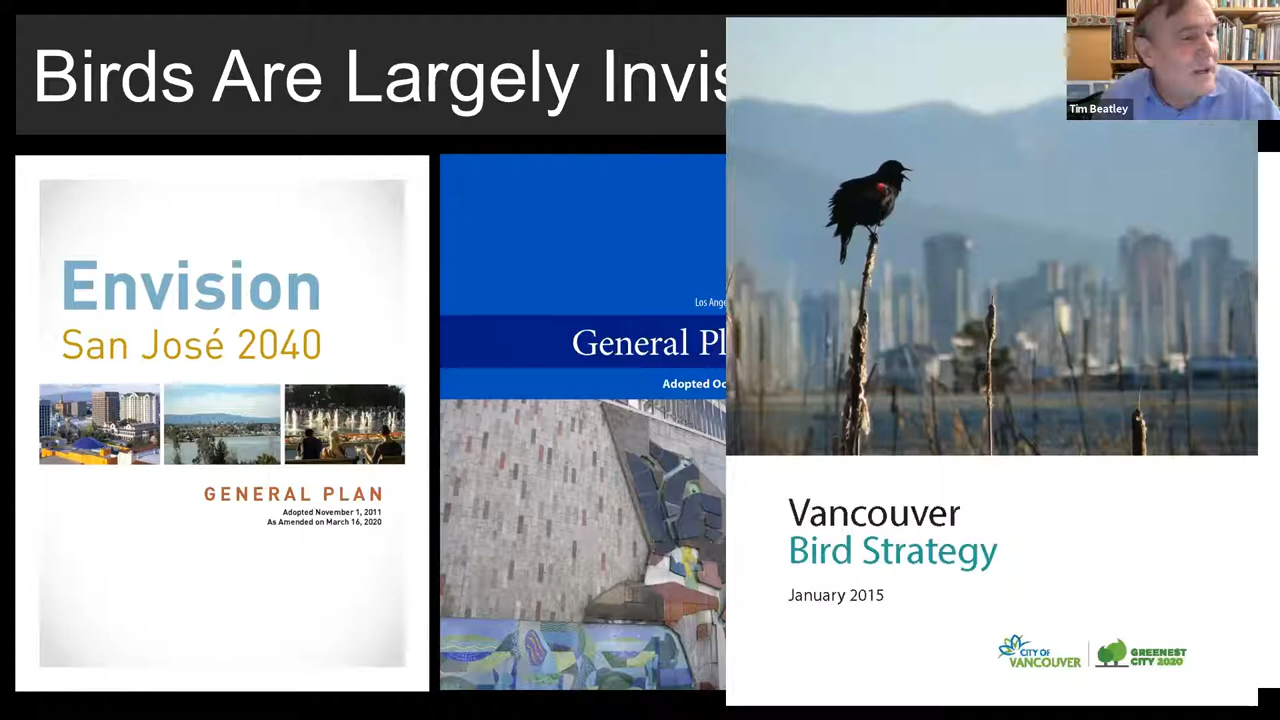 Birds Are Largely
Tim Beatley
Envision
San José 2040
GENERAL PLAN
Adopted November 1, 2011
As Amended on March 16, 2020
Los Ange
General Pl
Adopted Oc
Vancouver
Bird Strategy
January 2015
CITY OF
VANCOUVER
GREENEST
CITY 2020